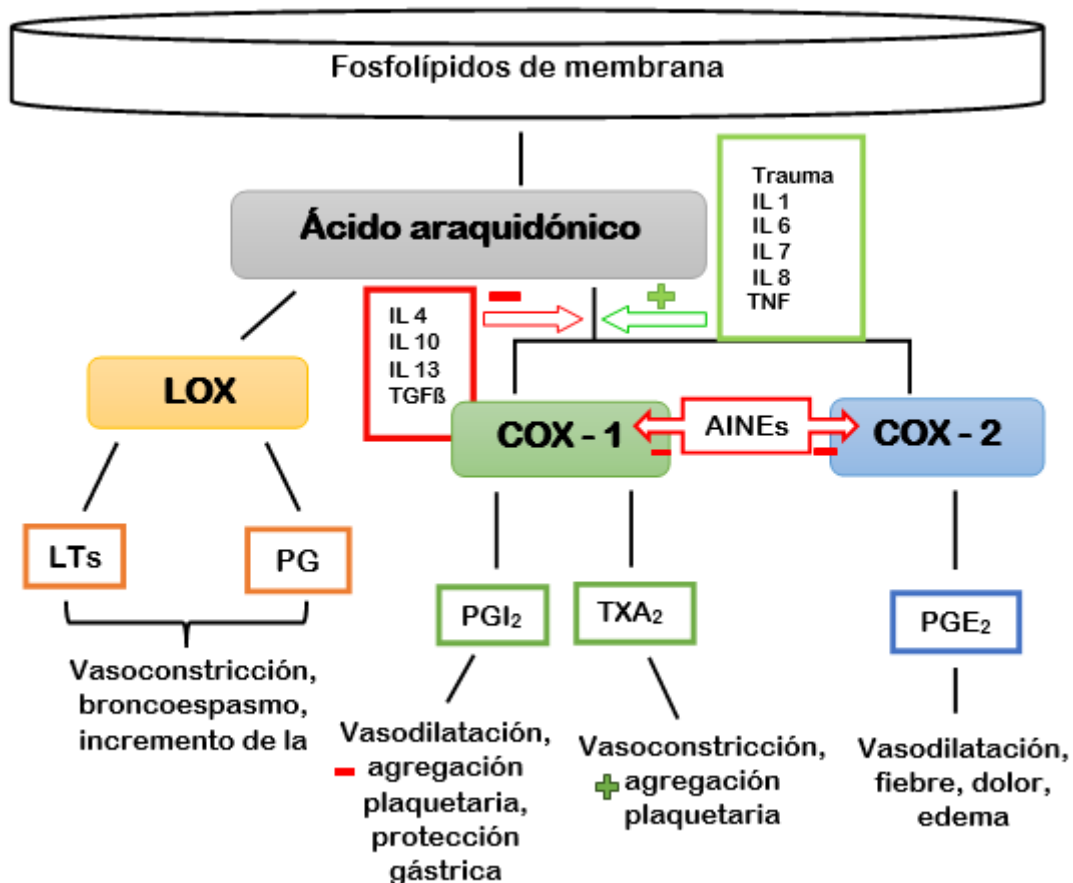 Fosfolípidos de membrana
Ácido araquidónico
Trauma
IL 1
IL 6
IL 7
IL 8
TNF
IL 4
IL 10
IL 13
TGFß
LOX
COX - 1
AINEs
COX - 2
LTs
PG
PGI₂
TXA₂
PGE₂
Vasoconstricción,
broncoespasmo,
incremento de la
Vasodilatación,
agregación
plaquetaria,
protección
gástrica
Vasoconstricción,
agregación
plaquetaria
Vasodilatación,
fiebre, dolor,
edema